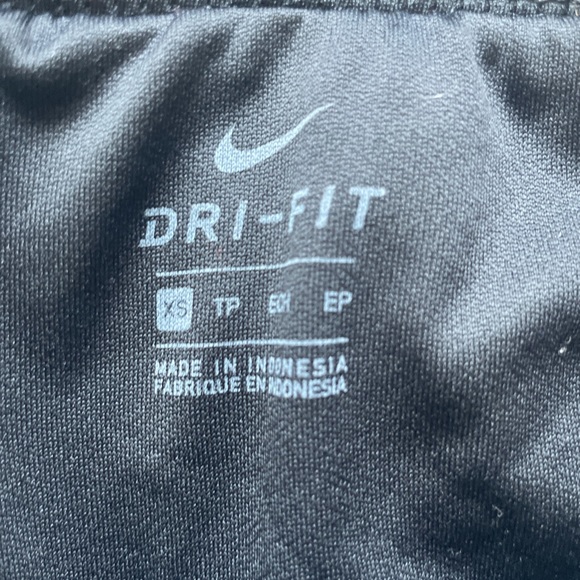 DRI-FIT
XS TP ECH EP
MADE IN INDONESIA
FABRIQUE EN INDONESIA